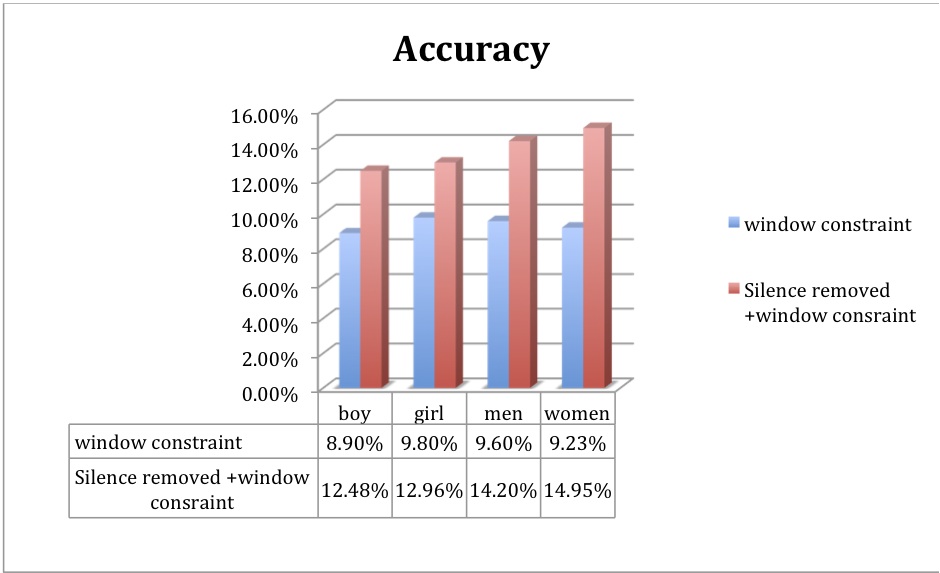 Accuracy
16.00%
14.00%
12.00%
10.00%
8.00%
6.00%
4.00%
2.00%
0.00%
window constraint
Silence removed
+window consraint
boy girl men women
window constraint 8.90% 9.80% 9.60% 9.23%
Silence removed +window
consraint 12.48% 12.96% 14.20% 14.95%